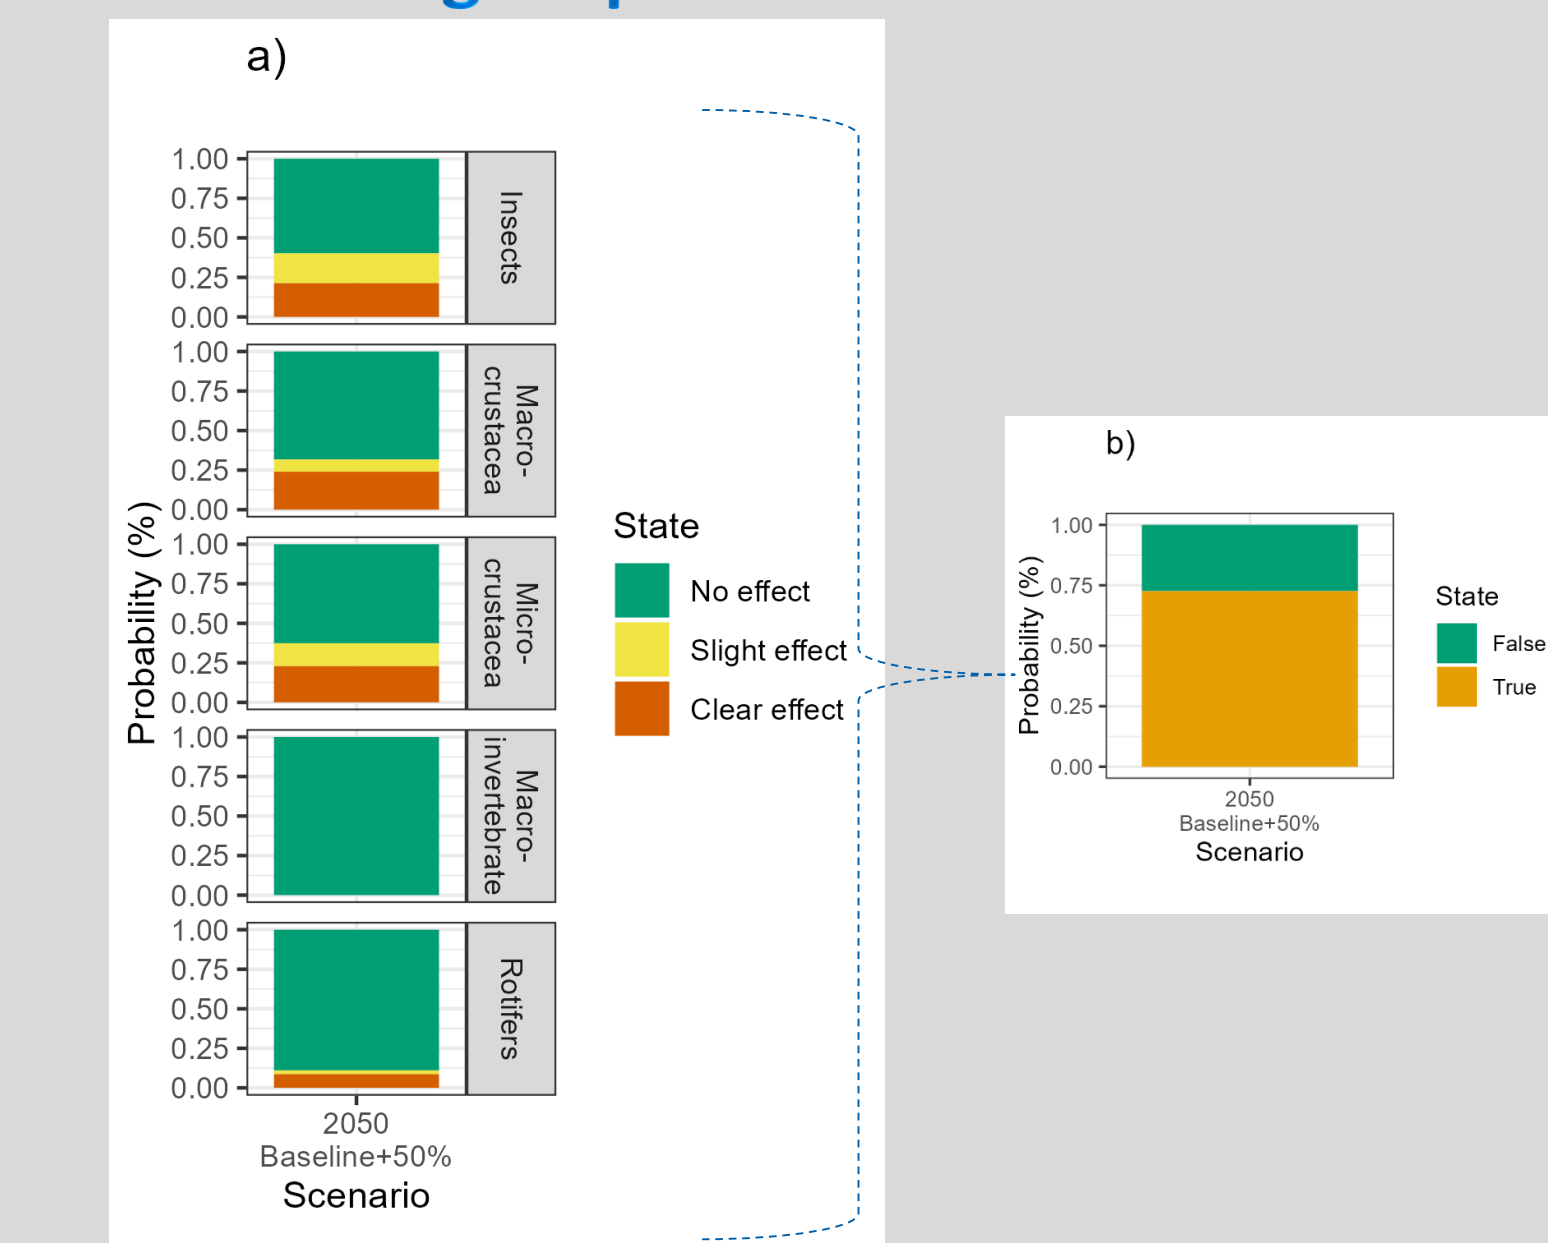 a)
Probability (%)
1.00
0.75
0.50
0.25
0.00
Insects
1.00
0.75
0.50
0.25
0.00
Macro-
crustacea
1.00
0.75
0.50
0.25
0.00
Micro-
crustacea
1.00
0.75
0.50
0.25
0.00
Macro-
invertebrate
1.00
0.75
0.50
0.25
0.00
Rotifers
2050
Baseline+50%
Scenario
State
No effect
Slight effect
Clear effect
b)
Probability (%)
1.00
0.75
0.50
0.25
0.00
2050
Baseline+50%
Scenario
State
False
True